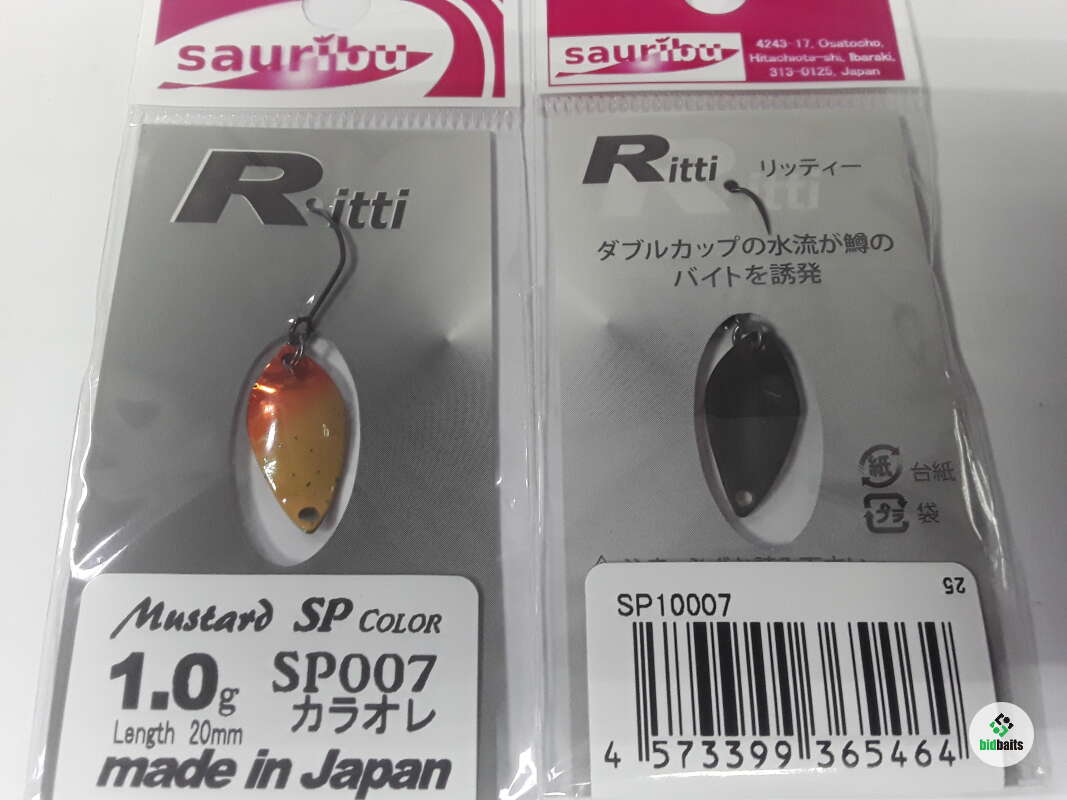 sauribu
Ritti
Mustard SP COLOR
1.0g
SP007
カラオレ
Length 20mm
made in Japan
sauribu
4243-17, Osatocho,
Hitachiota-shi, Ibaraki,
313-0125, Japan
Ritti リッティー
ダブルカップの水流が鱒の
バイトを誘発
紙 台紙
プラ 袋
25
SP10007
4 573399 365464
bidbaits